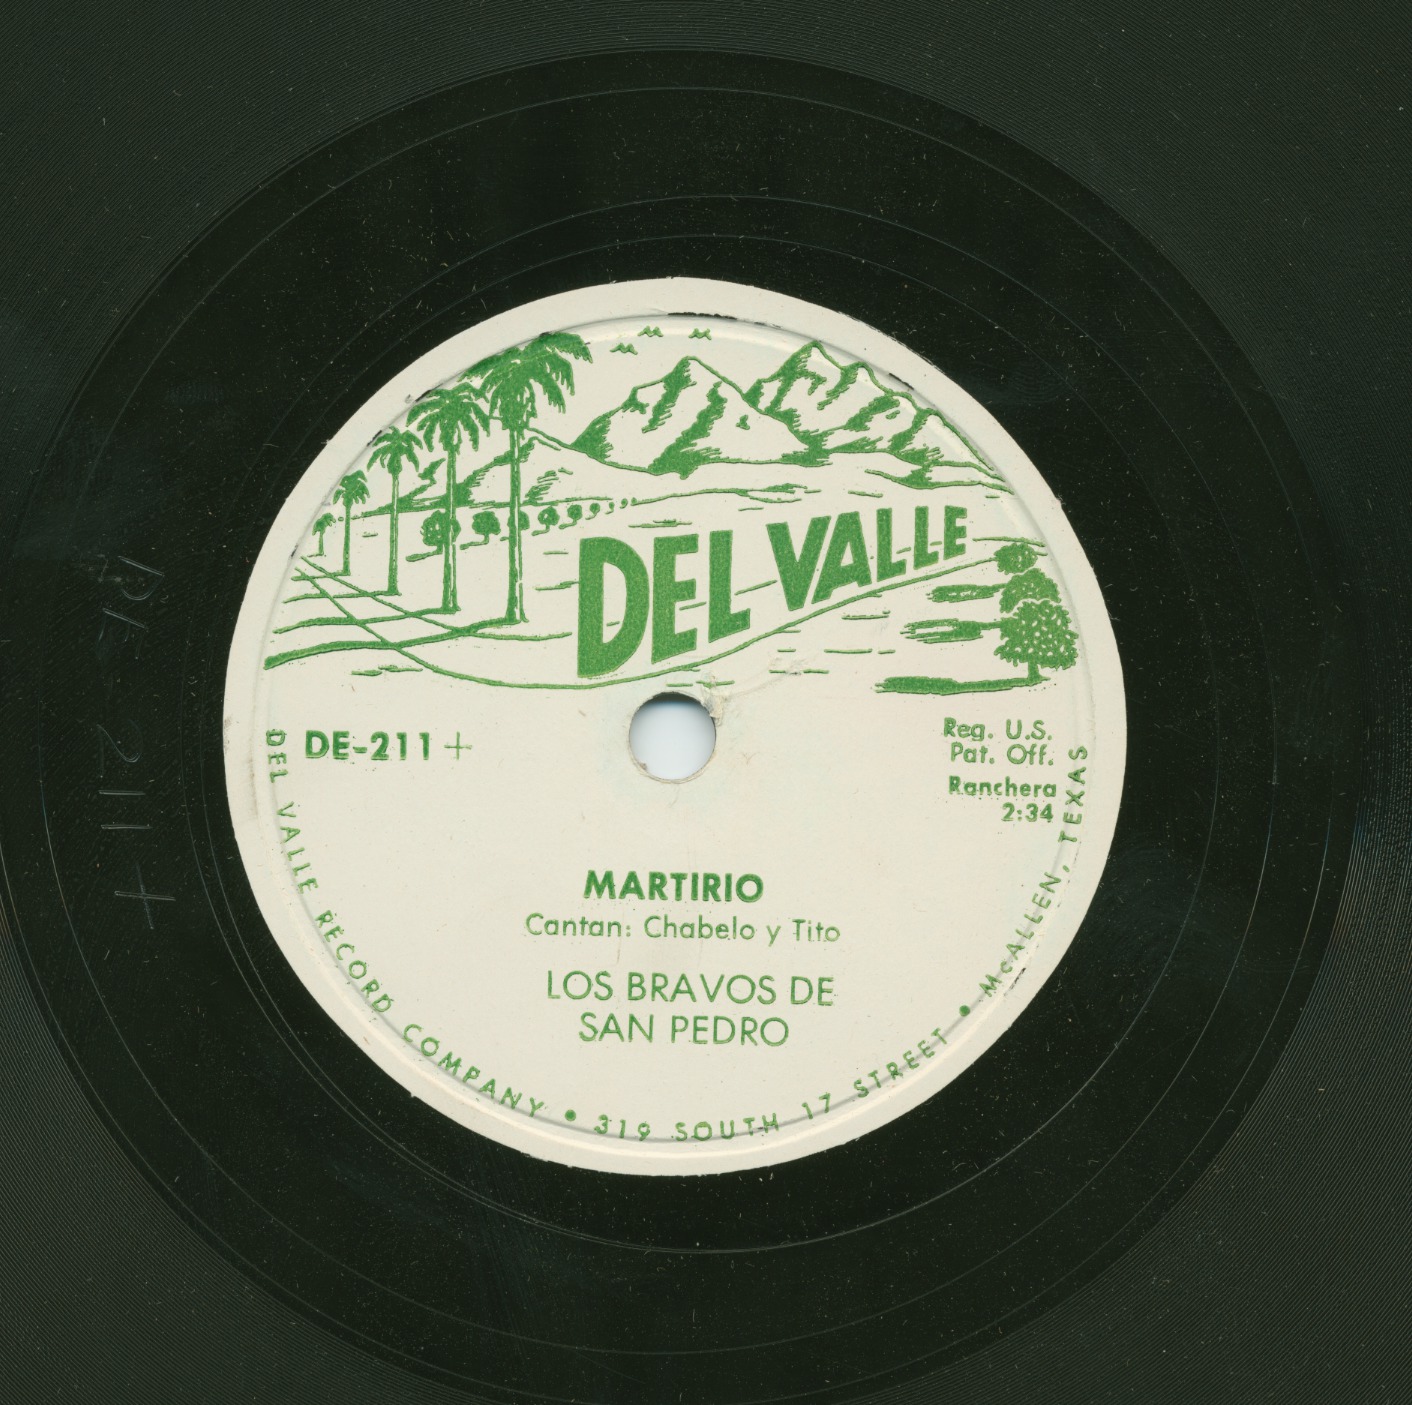 DEL VALLE
DE-211+
Reg. U.S.
Pat. Off.
Ranchera
2:34
MARTIRIO
Cantan: Chabelo y Tito
LOS BRAVOS DE
SAN PEDRO
DEL VALLE RECORD COMPANY • 319 SOUTH 17 STREET • McALLEN, TEXAS
DE-211+